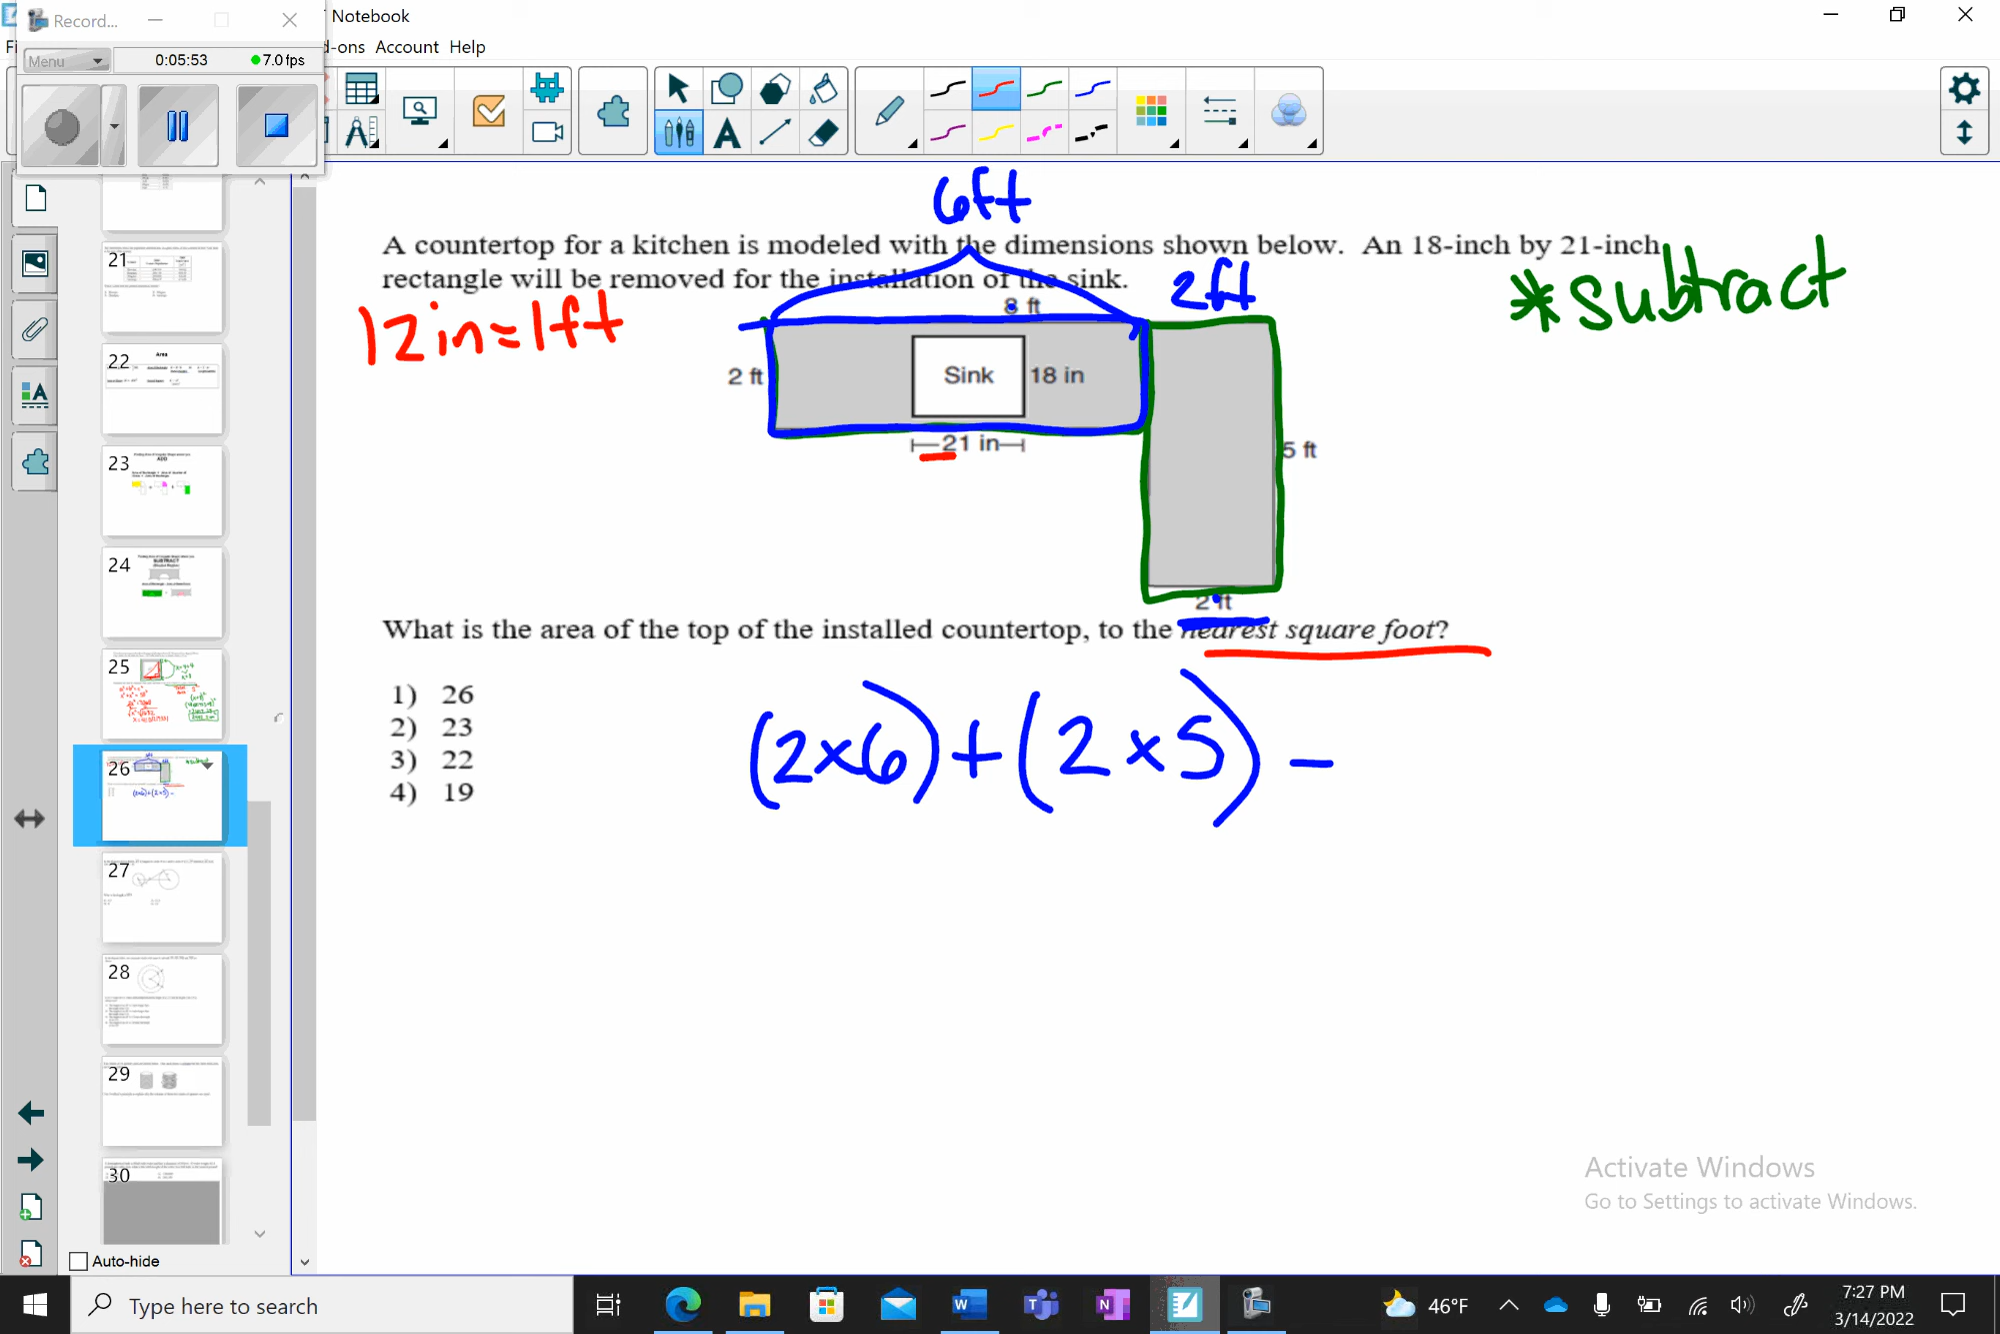 Record...
Notebook
d-ons Account Help
Menu
0:05:53
7.0 fps
6ft
A countertop for a kitchen is modeled with the dimensions shown below. An 18-inch by 21-inch
rectangle will be removed for the installation of the sink.
*subtract
12in=1ft
8 ft
2ft
2 ft
Sink
18 in
21 in
5 ft
2 ft
What is the area of the top of the installed countertop, to the nearest square foot?
1) 26
2) 23
3) 22
4) 19
(2x6)+(2x5)-
21
22
Area
23
ADD
24
SUBTRACT
25
26
27
28
29
30
Auto-hide
Activate Windows
Go to Settings to activate Windows.
Type here to search
46°F
7:27 PM
3/14/2022